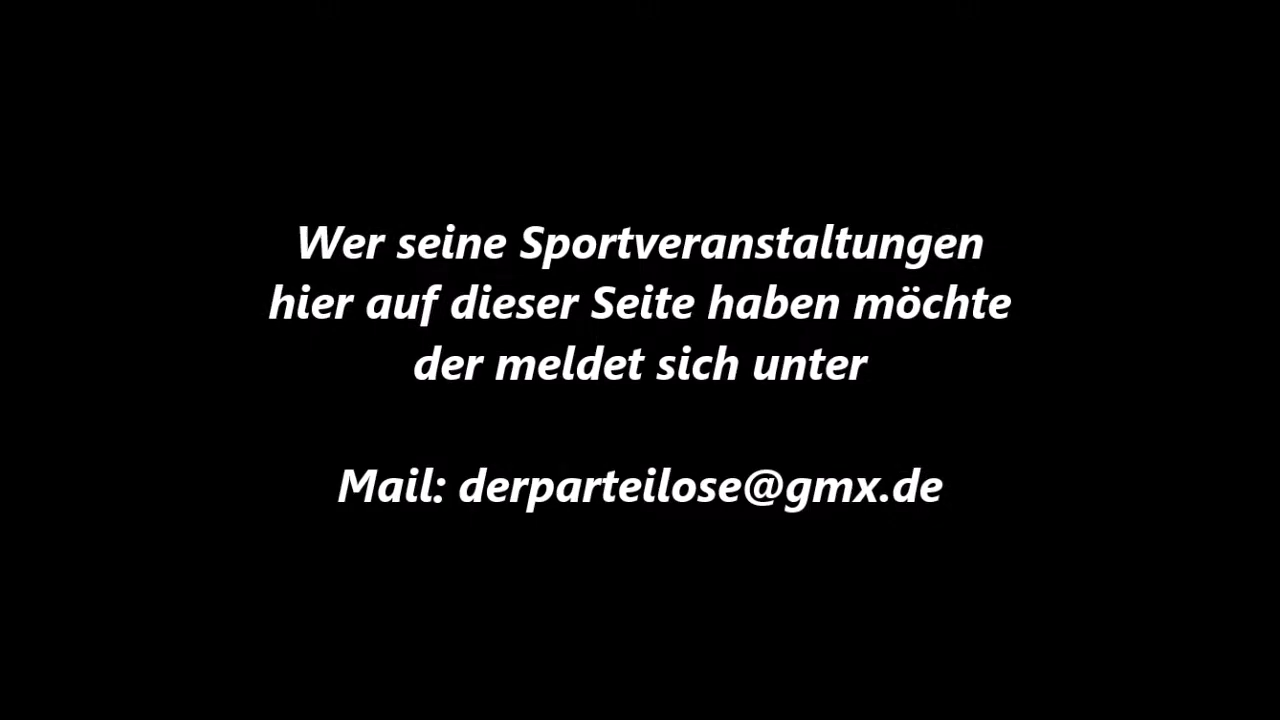 Wer seine Sportveranstaltungen
hier auf dieser Seite haben möchte
der meldet sich unter
Mail: derparteilose@gmx.de